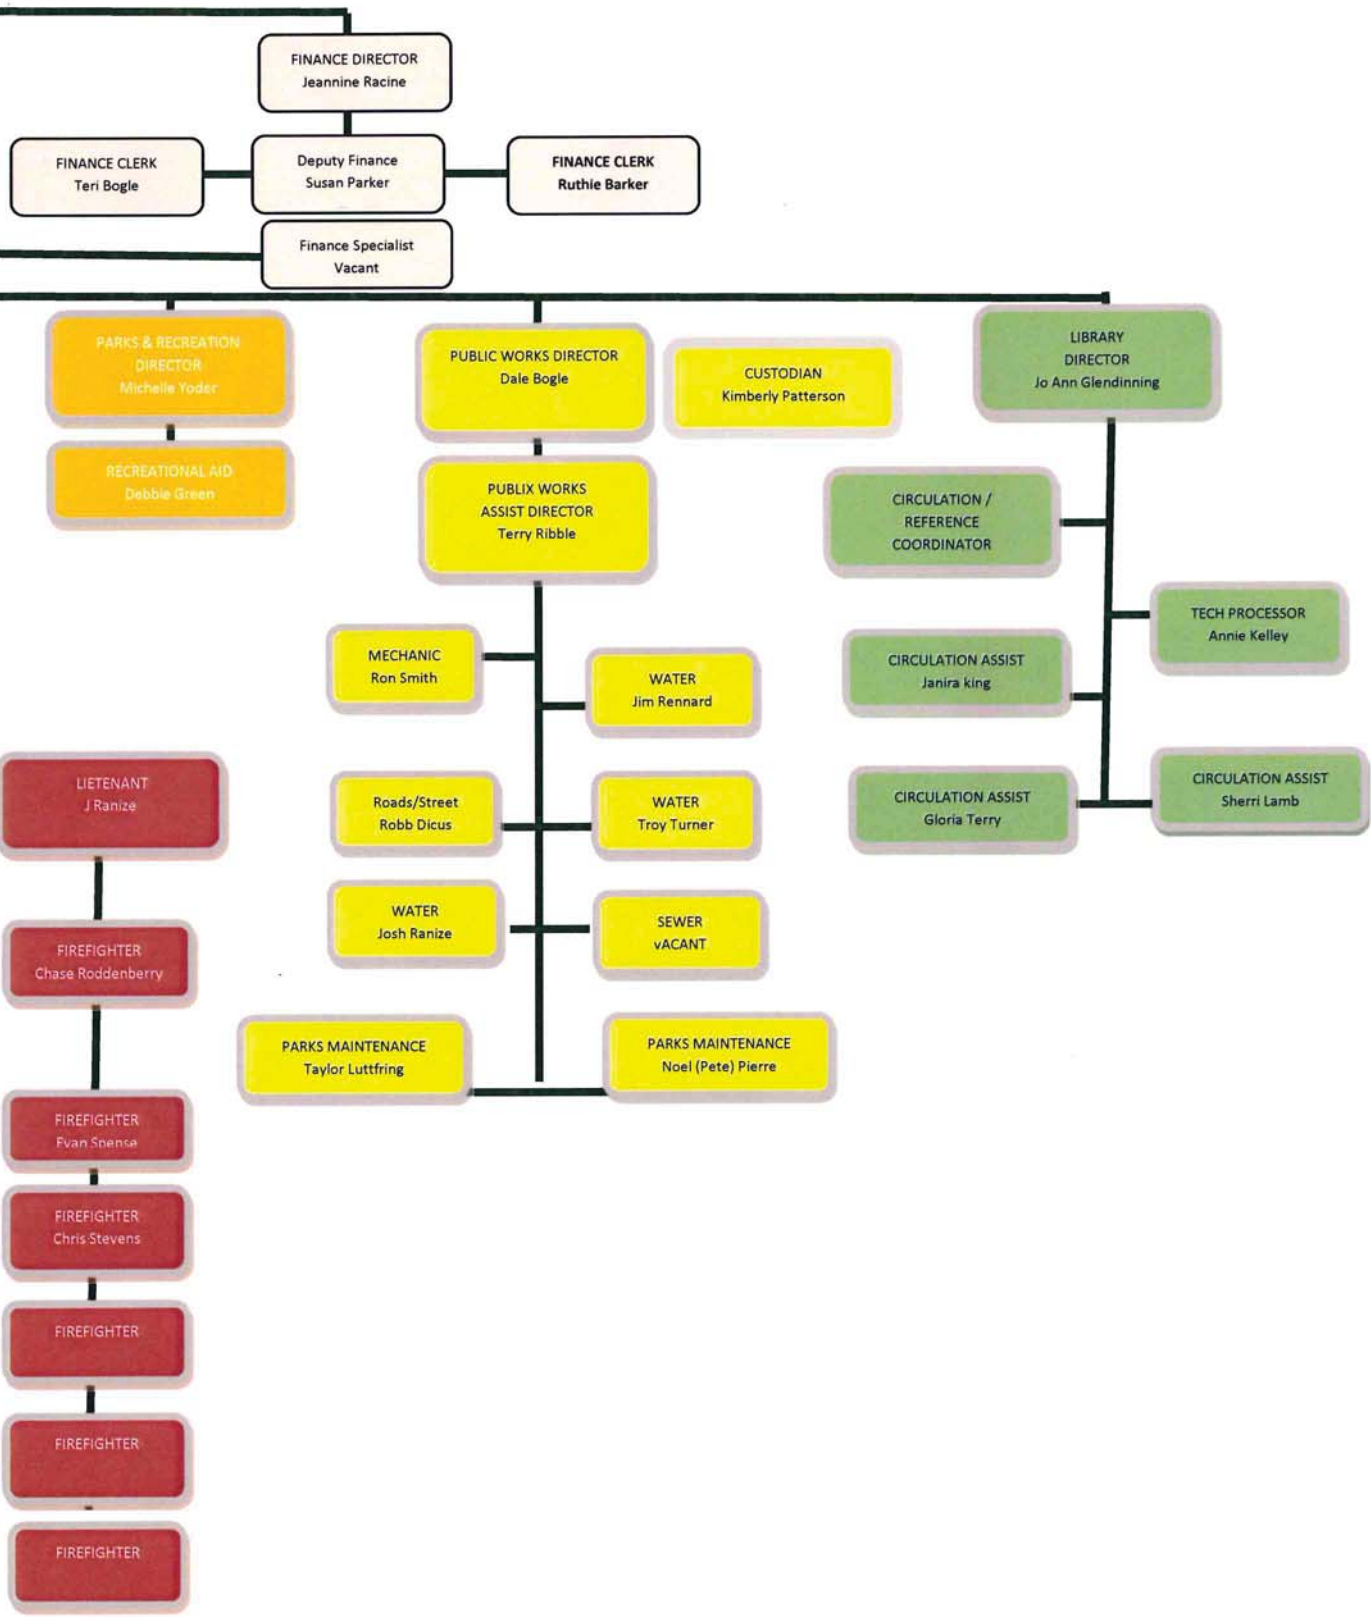 FINANCE DIRECTOR
Jeannine Racine
FINANCE CLERK
Teri Bogle
Deputy Finance
Susan Parker
FINANCE CLERK
Ruthie Barker
Finance Specialist
Vacant
PARKS & RECREATION
DIRECTOR
Michelle Yoder
RECREATIONAL AID
Debbie Green
PUBLIC WORKS DIRECTOR
Dale Bogle
CUSTODIAN
Kimberly Patterson
PUBLIX WORKS
ASSIST DIRECTOR
Terry Ribble
MECHANIC
Ron Smith
WATER
Jim Rennard
Roads/Street
Robb Dicus
WATER
Troy Turner
WATER
Josh Ranize
SEWER
vACANT
PARKS MAINTENANCE
Taylor Luttfring
PARKS MAINTENANCE
Noel (Pete) Pierre
LIBRARY
DIRECTOR
Jo Ann Glendinning
CIRCULATION /
REFERENCE
COORDINATOR
TECH PROCESSOR
Annie Kelley
CIRCULATION ASSIST
Janira king
CIRCULATION ASSIST
Gloria Terry
CIRCULATION ASSIST
Sherri Lamb
LIETENANT
J Ranize
FIREFIGHTER
Chase Roddenberry
FIREFIGHTER
Evan Spense
FIREFIGHTER
Chris Stevens
FIREFIGHTER
FIREFIGHTER
FIREFIGHTER